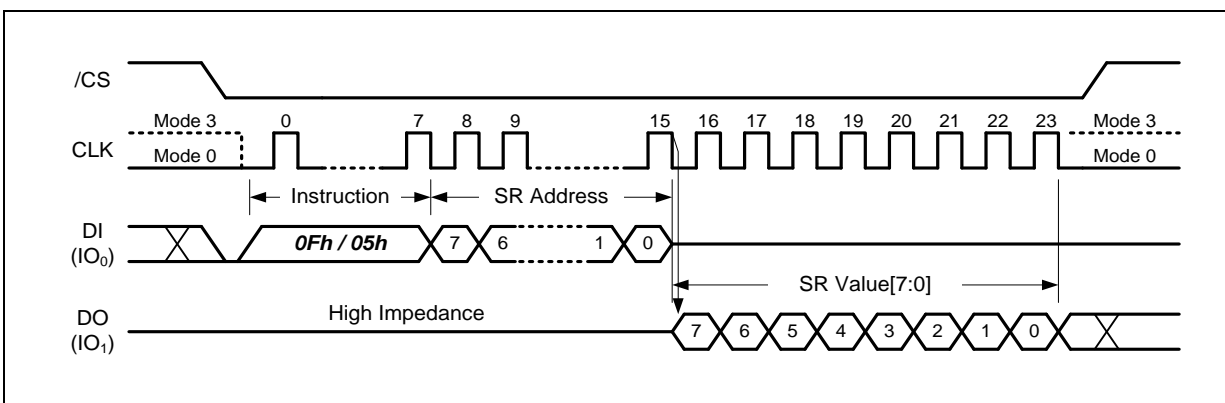 /CS
Mode 3 0 7 8 9 15 16 17 18 19 20 21 22 23 Mode 3
CLK
Mode 0 Mode 0
Instruction SR Address
DI
(IO₀)
0Fh / 05h 7 6 1 0
SR Value[7:0]
High Impedance
DO
(IO₁)
7 6 5 4 3 2 1 0